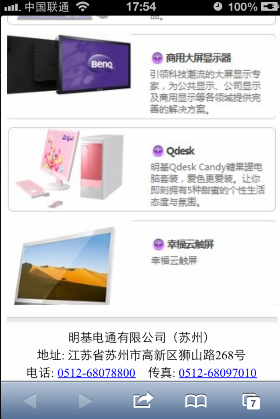 中国联通 17:54 100%
品。
BenQ
商用大屏显示器
引领科技潮流的大屏显示专
家，为公共显示、公司显示
及商用显示等各领域提供完
善的解决方案。
Qdesk
明基Qdesk Candy糖果提电
脑套装，爱色更爱装。让你
即刻拥有5种甜蜜的个性生活
态度与氛围。
幸福云触屏
幸福云触屏
明基电通有限公司（苏州）
地址: 江苏省苏州市高新区狮山路268号
电话: 0512-68078800 传真: 0512-68097010
7